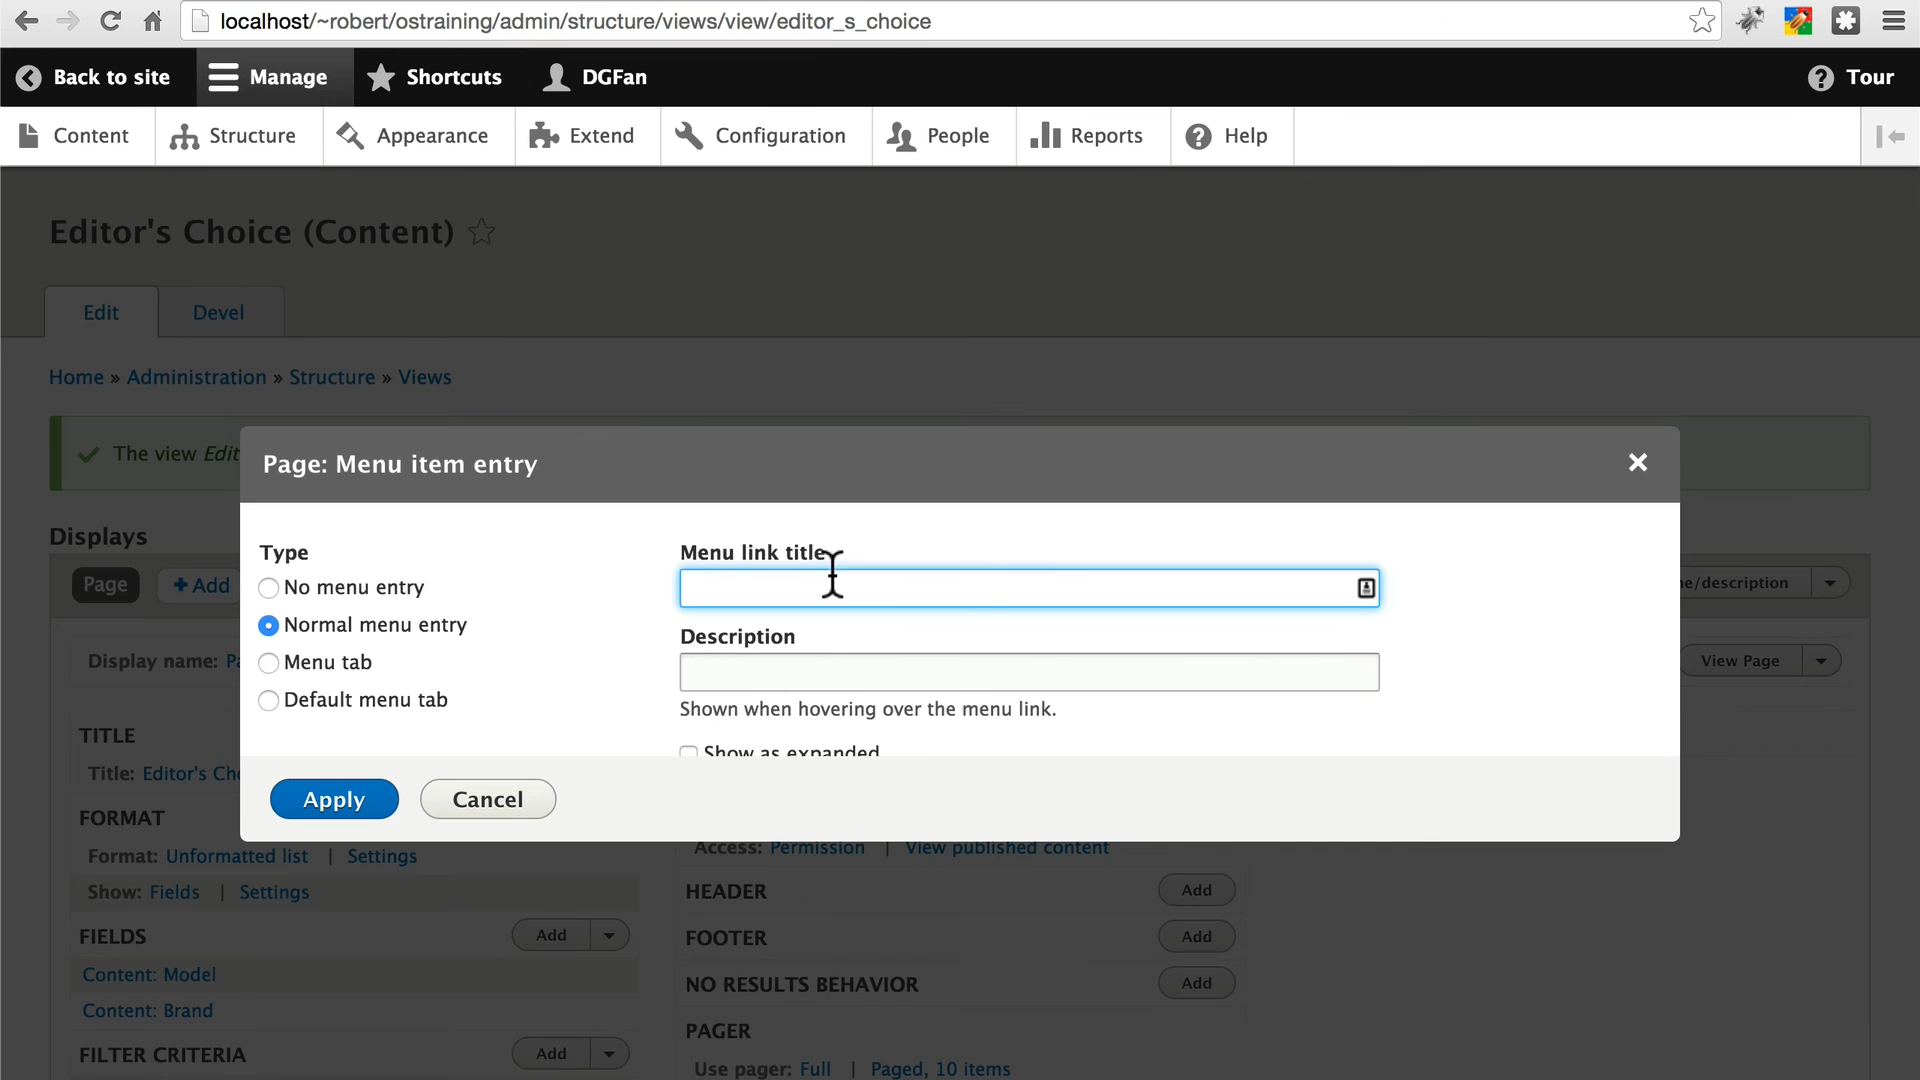 localhost/~robert/ostraining/admin/structure/views/view/editor_s_choice
Back to site Manage Shortcuts DGFan Tour
Content Structure Appearance Extend Configuration People Reports Help
Editor's Choice (Content)
Edit Devel
Home » Administration » Structure » Views
The view Edit
Page: Menu item entry
Displays
Type
No menu entry
Normal menu entry
Menu tab
Default menu tab
Menu link title
Description
Shown when hovering over the menu link.
Show as expanded
Apply Cancel
Page Add
/description
Display name:
View Page
TITLE
Title: Editor's
FORMAT
Format: Unformatted list | Settings
Show: Fields | Settings
FIELDS Add
Content: Model
Content: Brand
FILTER CRITERIA Add
Access: Permission | View published content
HEADER Add
FOOTER Add
NO RESULTS BEHAVIOR Add
PAGER
Use pager: Full | Paged, 10 items